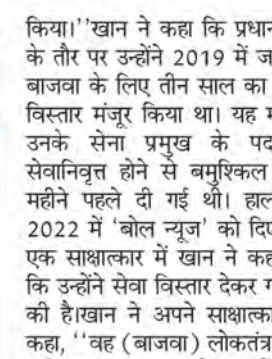 किया।''खान ने कहा कि प्रधान
के तौर पर उन्होंने 2019 में ज
बाजवा के लिए तीन साल का
विस्तार मंजूर किया था। यह म
उनके सेना प्रमुख के पद
सेवानिवृत्त होने से बमुश्किल
महीने पहले दी गई थी। हाल
2022 में 'बोल न्यूज' को दिए
एक साक्षात्कार में खान ने कह
कि उन्होंने सेवा विस्तार देकर ग
की है।खान ने अपने साक्षात्का
कहा, ''वह (बाजवा) लोकतंत्र